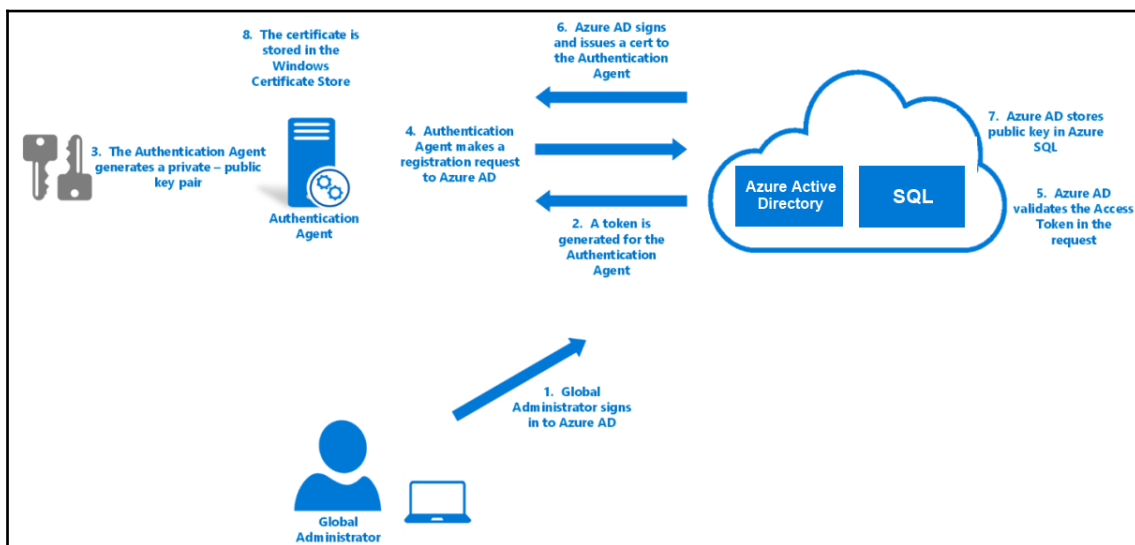 8. The certificate is
stored in the
Windows
Certificate Store
6. Azure AD signs
and issues a cert to
the Authentication
Agent
7. Azure AD stores
public key in Azure
SQL
3. The Authentication Agent
generates a private – public
key pair
4. Authentication
Agent makes a
registration request
to Azure AD
Azure Active
Directory
SQL
5. Azure AD
validates the Access
Token in the
request
Authentication
Agent
2. A token is
generated for the
Authentication
Agent
1. Global
Administrator signs
in to Azure AD
Global
Administrator